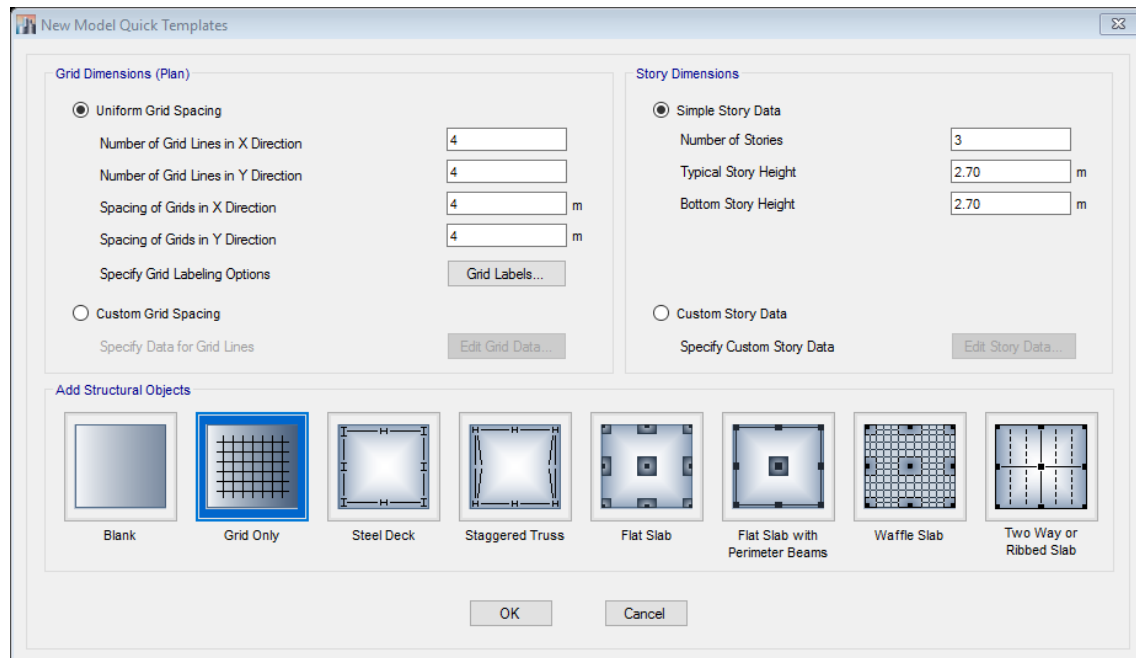 New Model Quick Templates
Grid Dimensions (Plan)
Uniform Grid Spacing
Number of Grid Lines in X Direction 4
Number of Grid Lines in Y Direction 4
Spacing of Grids in X Direction 4 m
Spacing of Grids in Y Direction 4 m
Specify Grid Labeling Options Grid Labels...
Custom Grid Spacing
Specify Data for Grid Lines Edit Grid Data...
Story Dimensions
Simple Story Data
Number of Stories 3
Typical Story Height 2.70 m
Bottom Story Height 2.70 m
Custom Story Data
Specify Custom Story Data Edit Story Data...
Add Structural Objects
Blank
Grid Only
Steel Deck
Staggered Truss
Flat Slab
Flat Slab with
Perimeter Beams
Waffle Slab
Two Way or
Ribbed Slab
OK Cancel